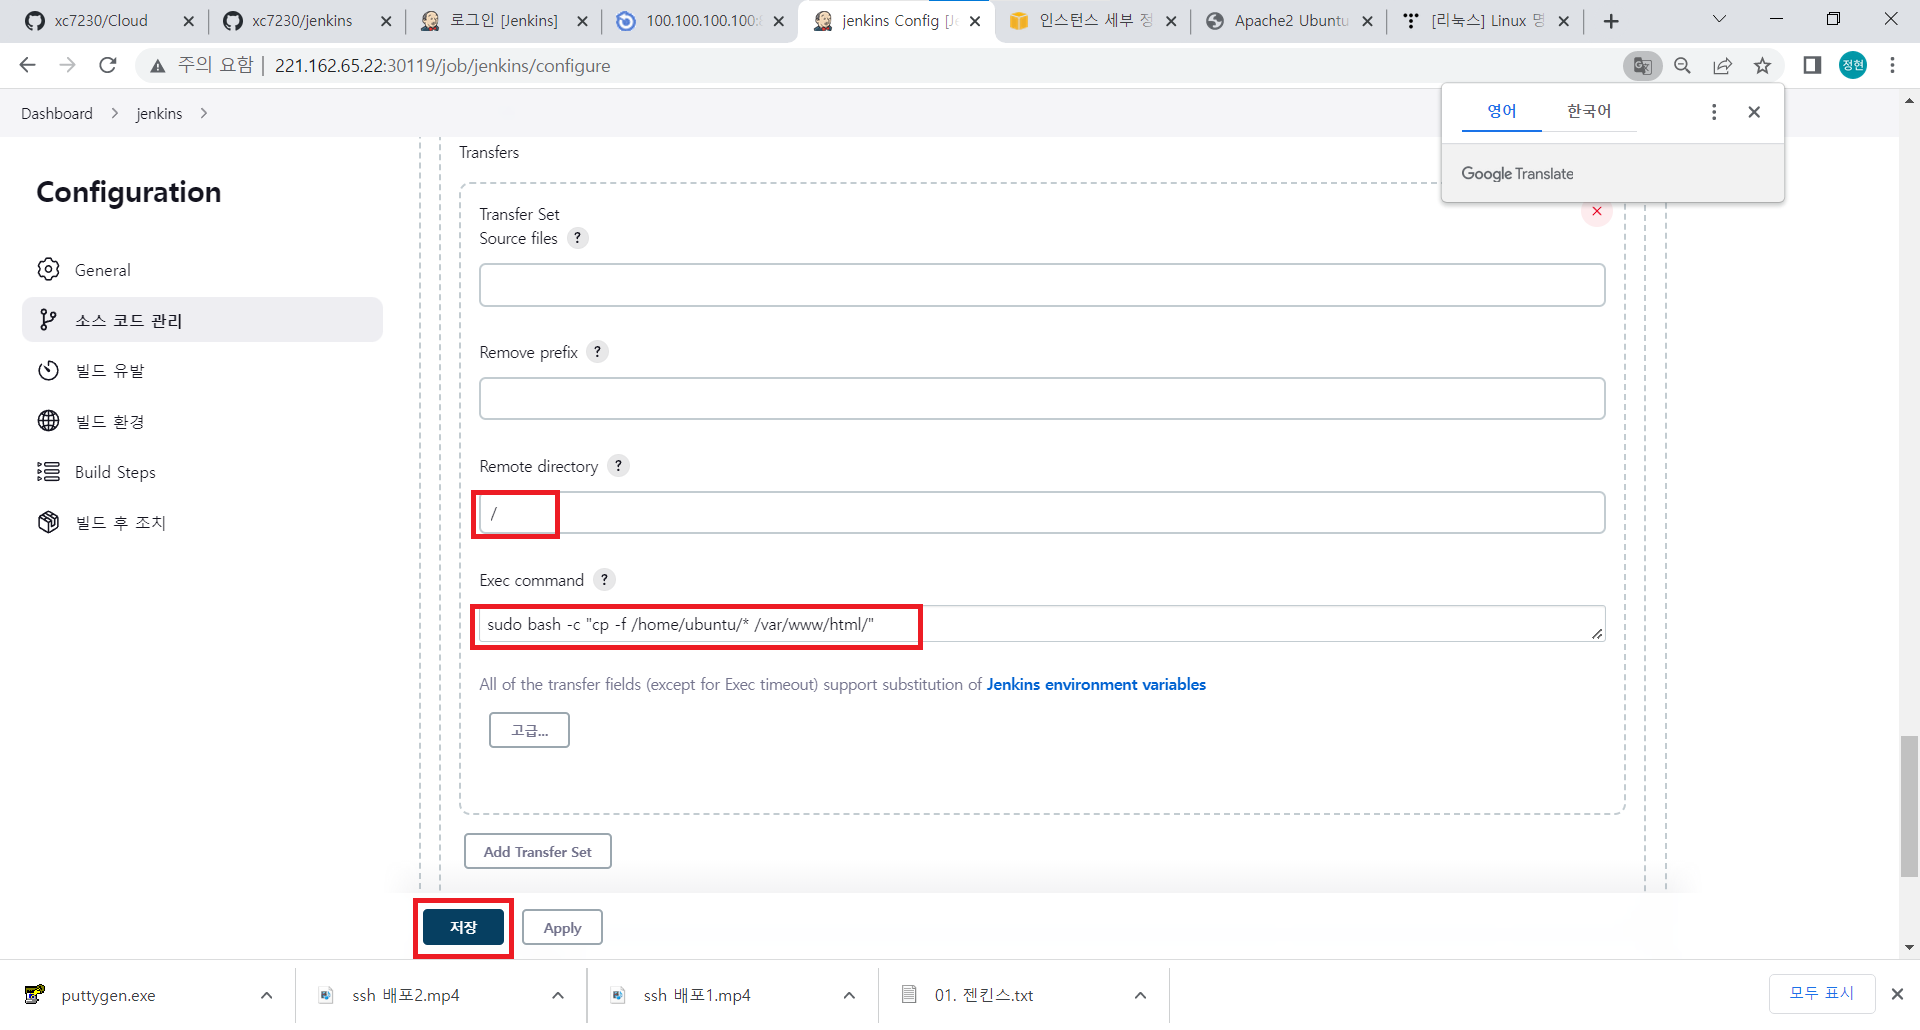 xc7230/Cloud
xc7230/jenkins
로그인 [Jenkins]
100.100.100.100:
jenkins Config [J
인스턴스 세부 정
Apache2 Ubuntu
[리눅스] Linux 명
주의 요함 | 221.162.65.22:30119/job/jenkins/configure
정현
Dashboard
jenkins
영어
한국어
Google Translate
Configuration
General
소스 코드 관리
빌드 유발
빌드 환경
Build Steps
빌드 후 조치
Transfers
Transfer Set
Source files ?
Remove prefix ?
Remote directory ?
/
Exec command ?
sudo bash -c "cp -f /home/ubuntu/* /var/www/html/"
All of the transfer fields (except for Exec timeout) support substitution of Jenkins environment variables
고급...
Add Transfer Set
저장
Apply
puttygen.exe
ssh 배포2.mp4
ssh 배포1.mp4
01. 젠킨스.txt
모두 표시